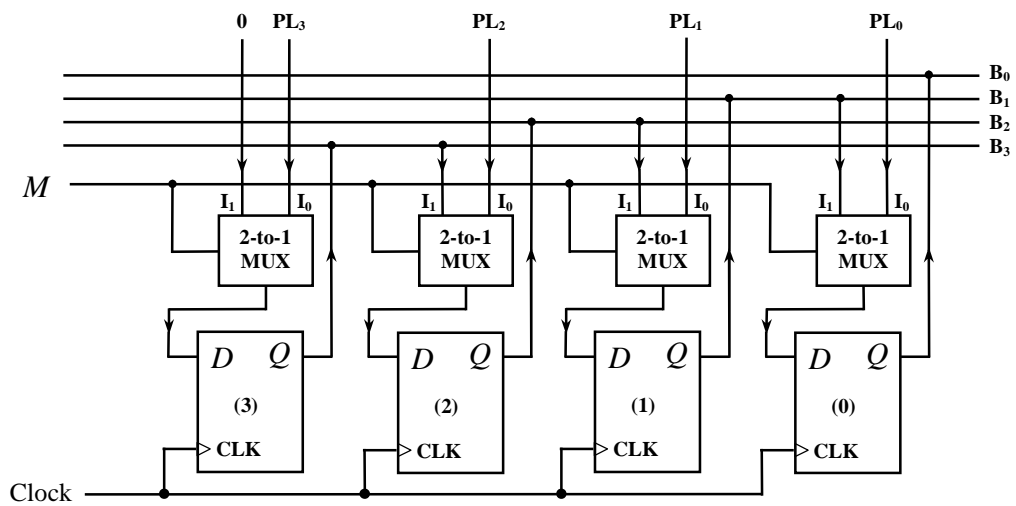 0 PL₃ PL₂ PL₁ PL₀
B₀
B₁
B₂
B₃
M
I₁ I₀ I₁ I₀ I₁ I₀ I₁ I₀
2-to-1 2-to-1 2-to-1 2-to-1
MUX MUX MUX MUX
D Q D Q D Q D Q
(3) (2) (1) (0)
CLK CLK CLK CLK
Clock